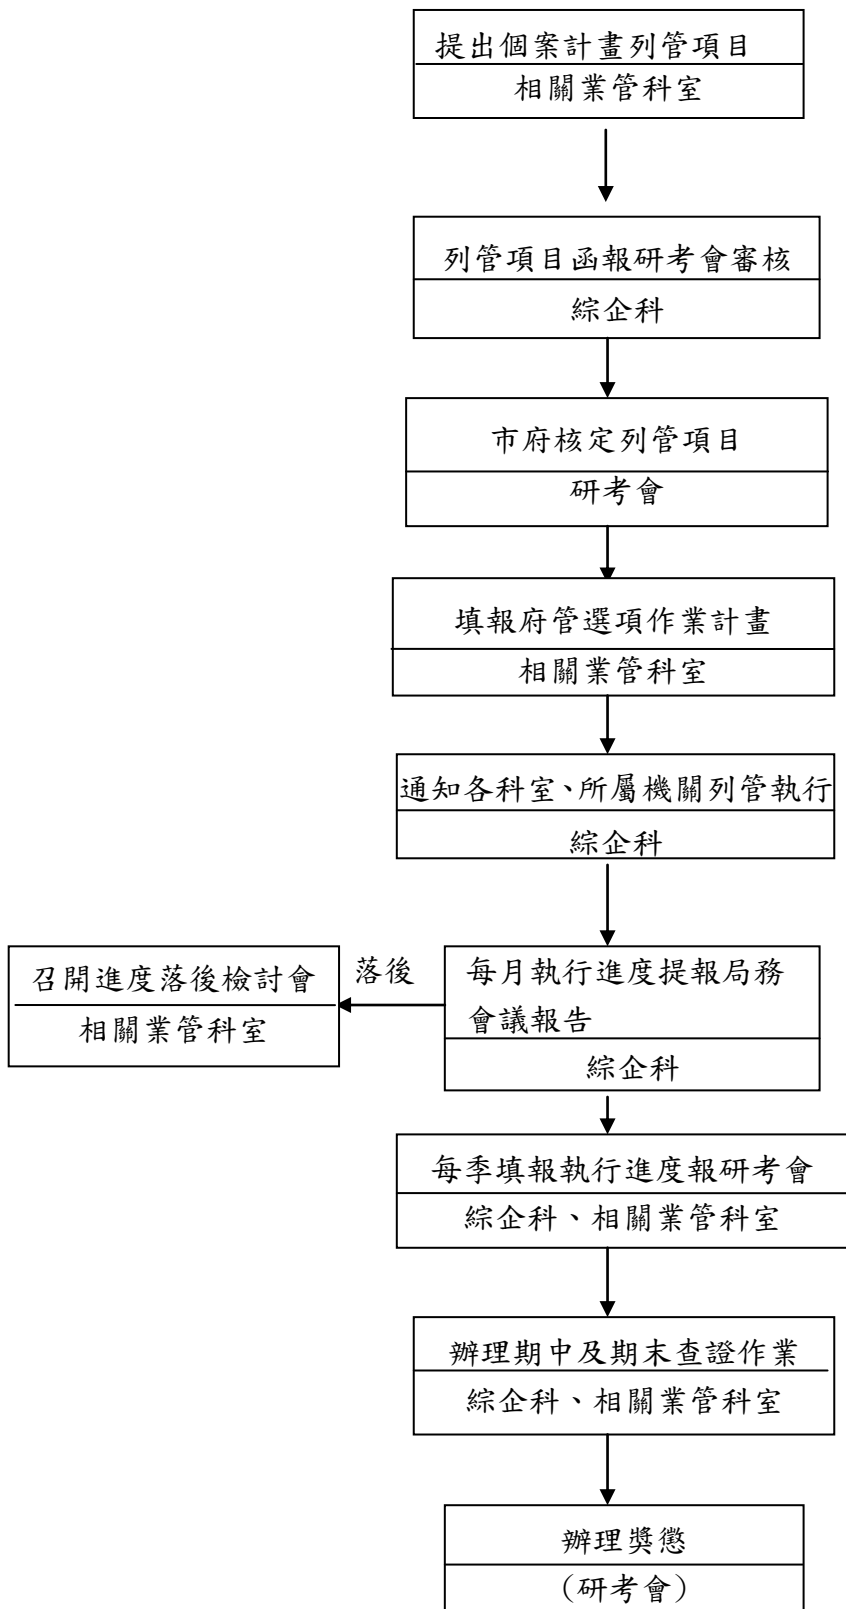 提出個案計畫列管項目
相關業管科室
列管項目函報研考會審核
綜企科
市府核定列管項目
研考會
填報府管選項作業計畫
相關業管科室
通知各科室、所屬機關列管執行
綜企科
召開進度落後檢討會
相關業管科室
落後
每月執行進度提報局務
會議報告
綜企科
每季填報執行進度報研考會
綜企科、相關業管科室
辦理期中及期末查證作業
綜企科、相關業管科室
辦理獎懲
(研考會)